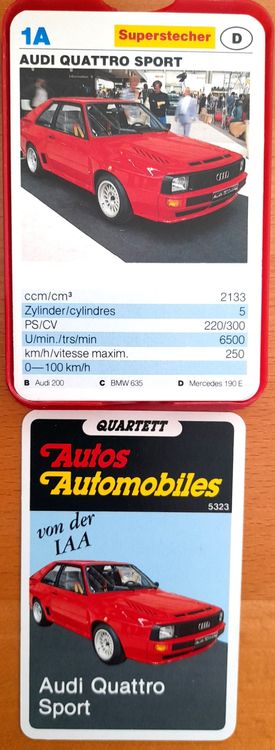 1A Superstecher D
AUDI QUATTRO SPORT
ccm/cm³ 2133
Zylinder/cylindres 5
PS/CV 220/300
U/min./trs/min 6500
km/h/vitesse maxim. 250
0—100 km/h
B Audi 200 C BMW 635 D Mercedes 190 E
QUARTETT
Autos
Automobiles
5323
von der
IAA
Audi Quattro
Sport